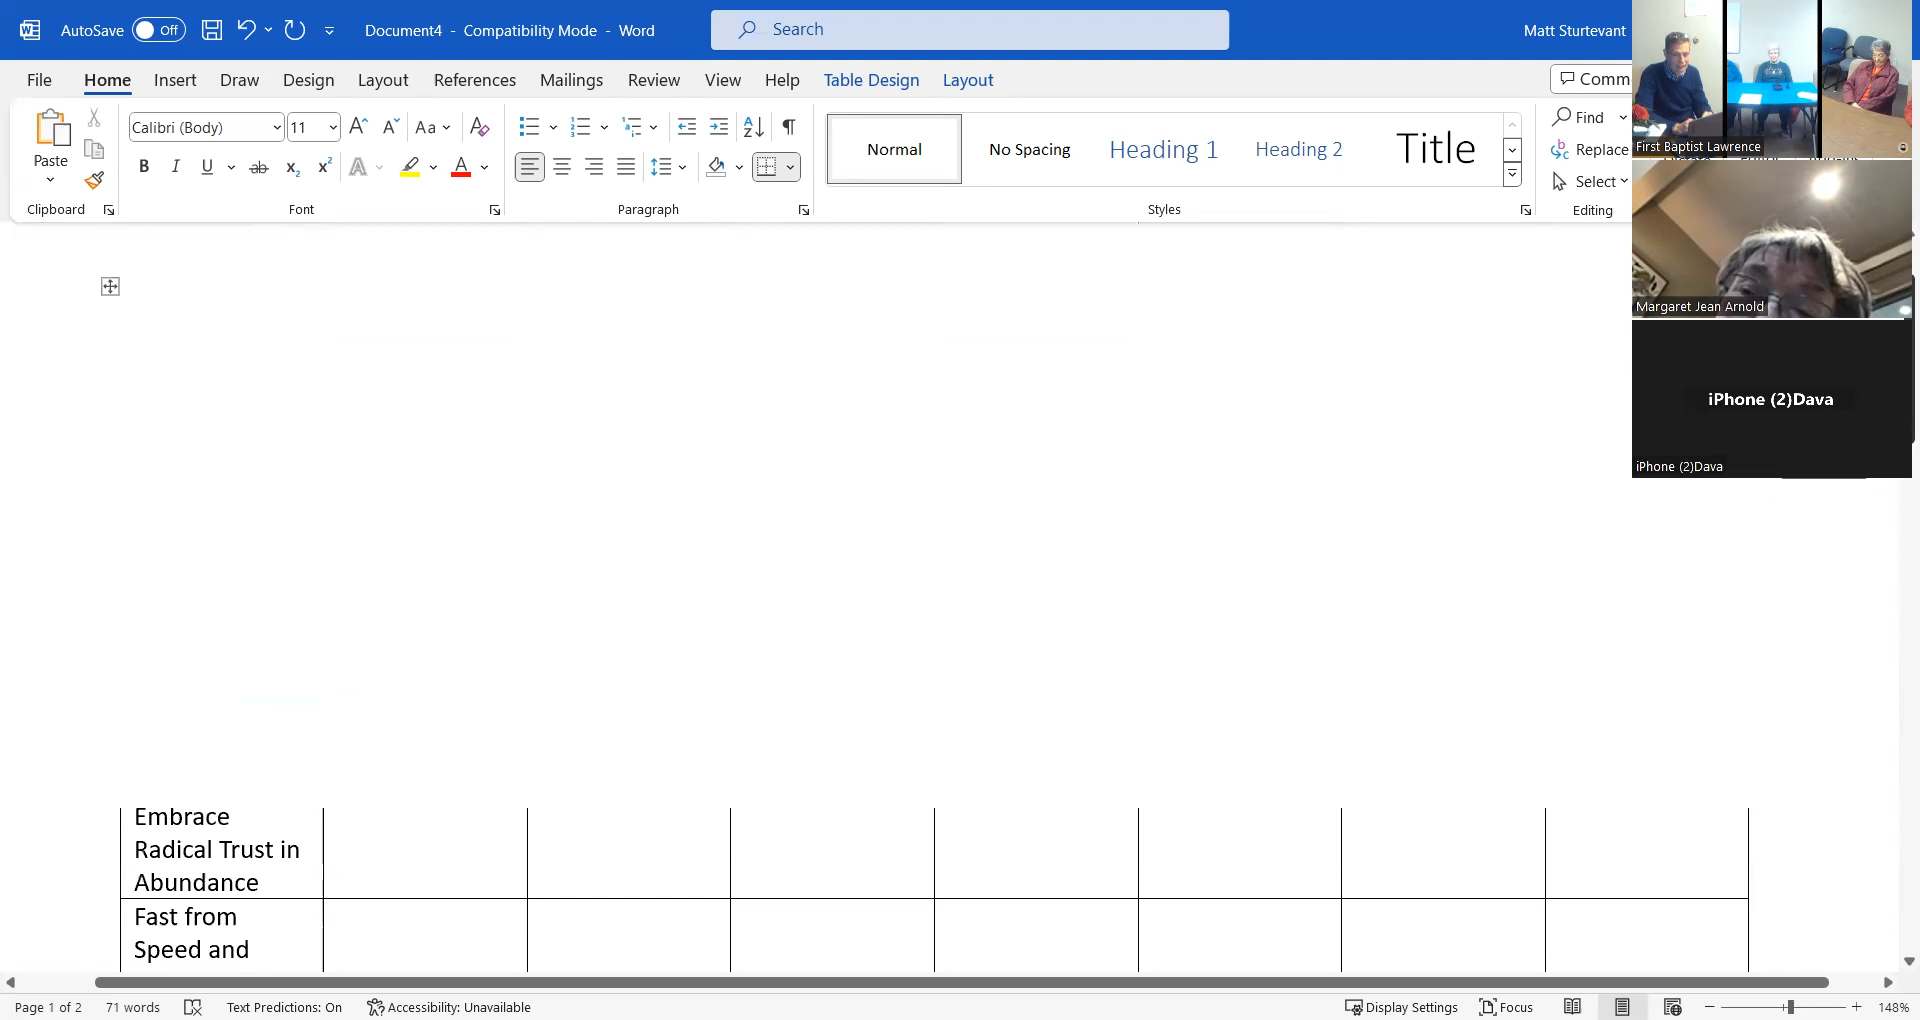 AutoSave Off Document4 - Compatibility Mode - Word Search Matt Sturtevant
File Home Insert Draw Design Layout References Mailings Review View Help Table Design Layout Comm
Paste
Clipboard
Calibri (Body) 11
Font
Paragraph
Normal No Spacing Heading 1 Heading 2 Title
Styles
Find
Replace
Select
Editing
First Baptist Lawrence
Margaret Jean Arnold
iPhone (2)Dava
iPhone (2)Dava
Embrace
Radical Trust in
Abundance
Fast from
Speed and
Page 1 of 2 71 words Text Predictions: On Accessibility: Unavailable Display Settings Focus 148%